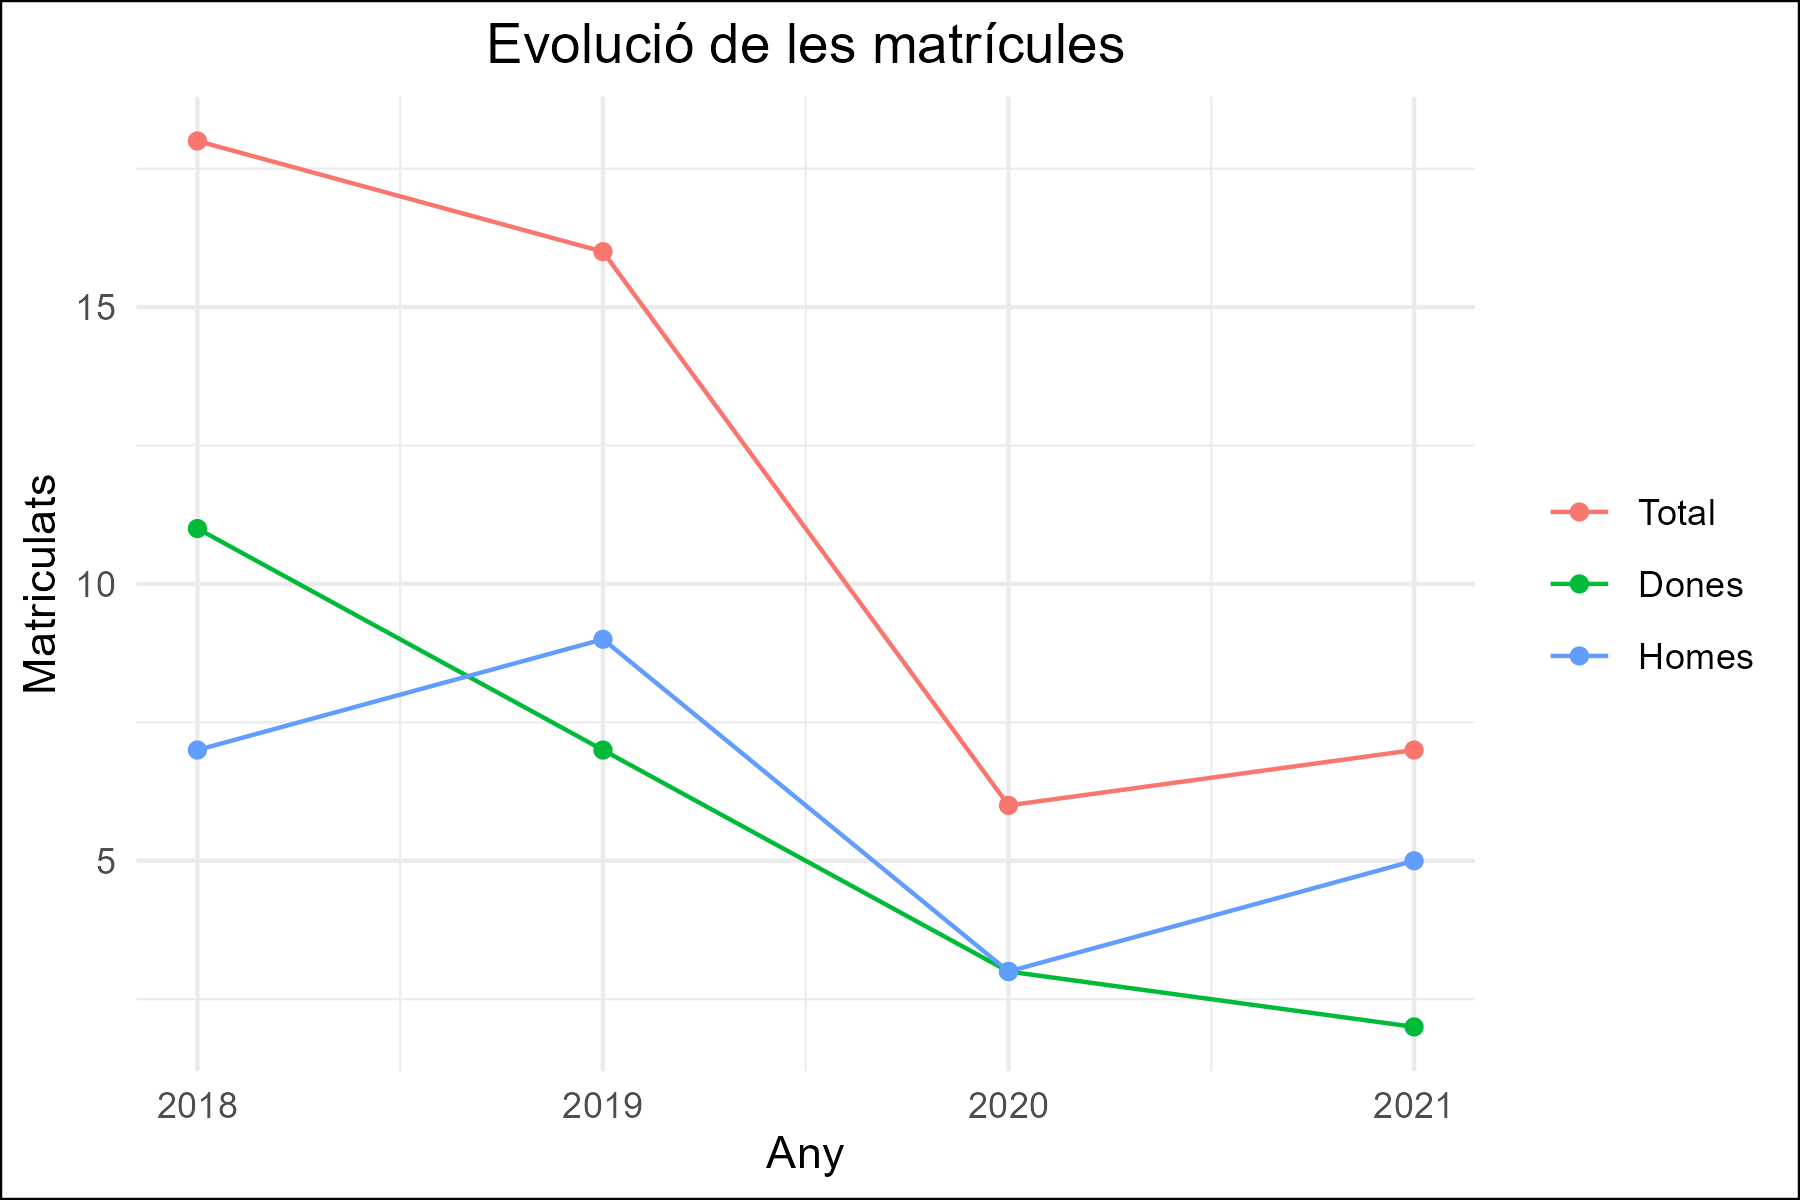 Evolució de les matrícules
Matriculats
15
10
5
2018
2019
2020
2021
Any
Total
Dones
Homes